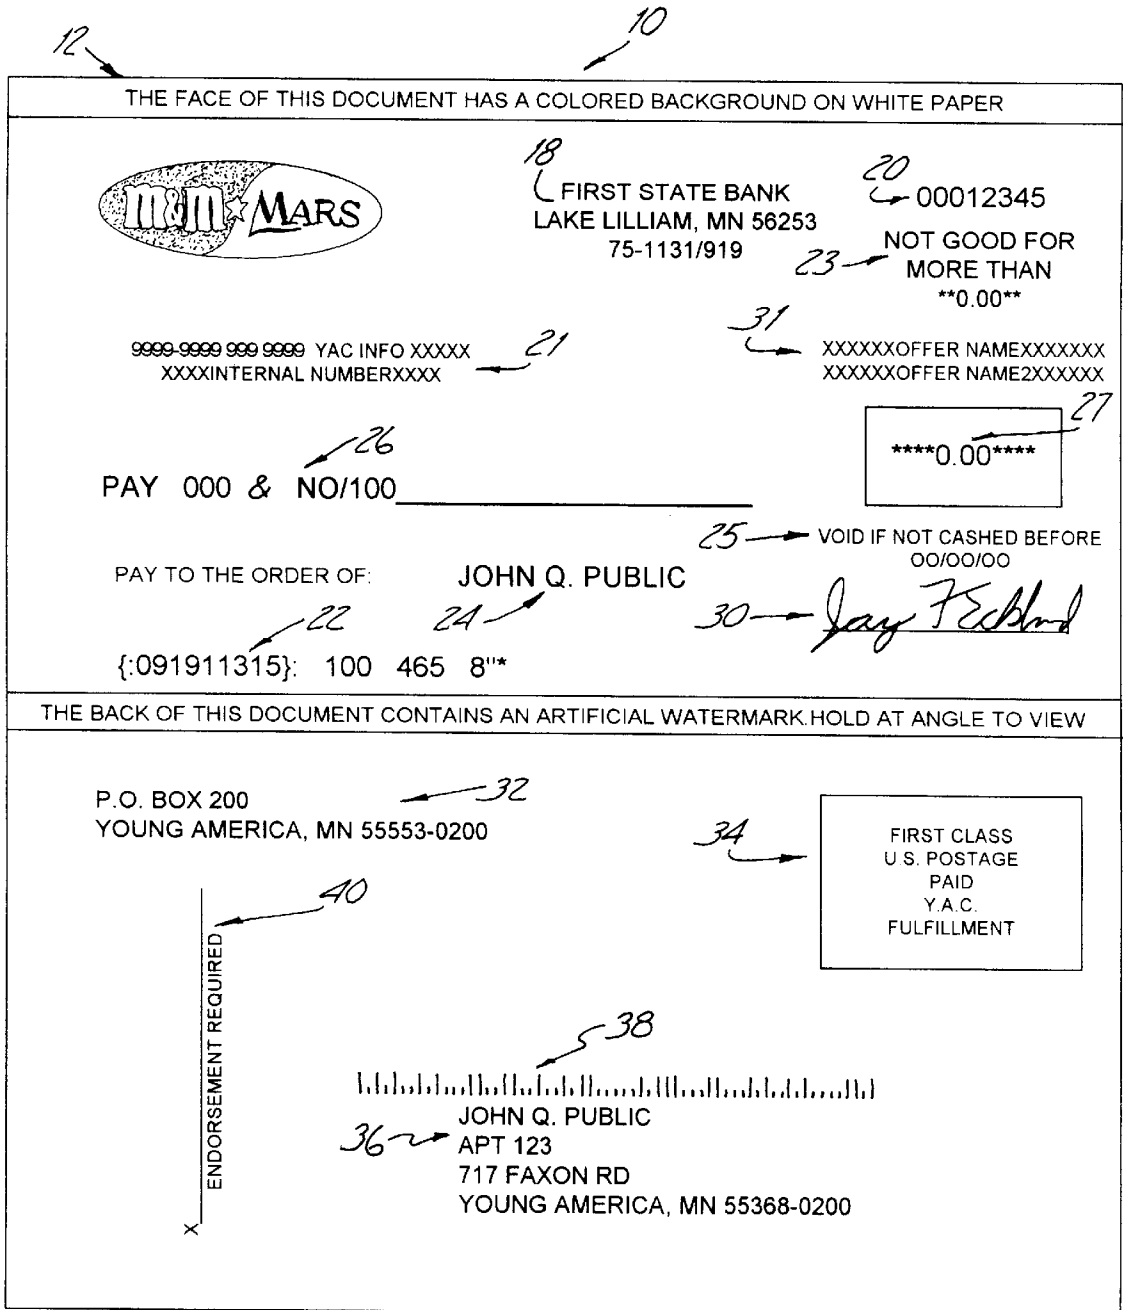 12
10
THE FACE OF THIS DOCUMENT HAS A COLORED BACKGROUND ON WHITE PAPER
M&M MARS
18
FIRST STATE BANK
LAKE LILLIAM, MN 56253
75-1131/919
20
00012345
23
NOT GOOD FOR
MORE THAN
**0.00**
9999-9999 999 9999 YAC INFO XXXXX
XXXXINTERNAL NUMBERXXXX
21
31
XXXXXXOFFER NAMEXXXXXXX
XXXXXXOFFER NAME2XXXXXX
27
****0.00****
26
PAY 000 & NO/100
25
VOID IF NOT CASHED BEFORE
00/00/00
PAY TO THE ORDER OF: JOHN Q. PUBLIC
22
24
30
Jay F Ecklund
{:091911315}: 100 465 8"*
THE BACK OF THIS DOCUMENT CONTAINS AN ARTIFICIAL WATERMARK.HOLD AT ANGLE TO VIEW
P.O. BOX 200
YOUNG AMERICA, MN 55553-0200
32
34
FIRST CLASS
U.S. POSTAGE
PAID
Y.A.C.
FULFILLMENT
40
ENDORSEMENT REQUIRED
X
38
36
JOHN Q. PUBLIC
APT 123
717 FAXON RD
YOUNG AMERICA, MN 55368-0200